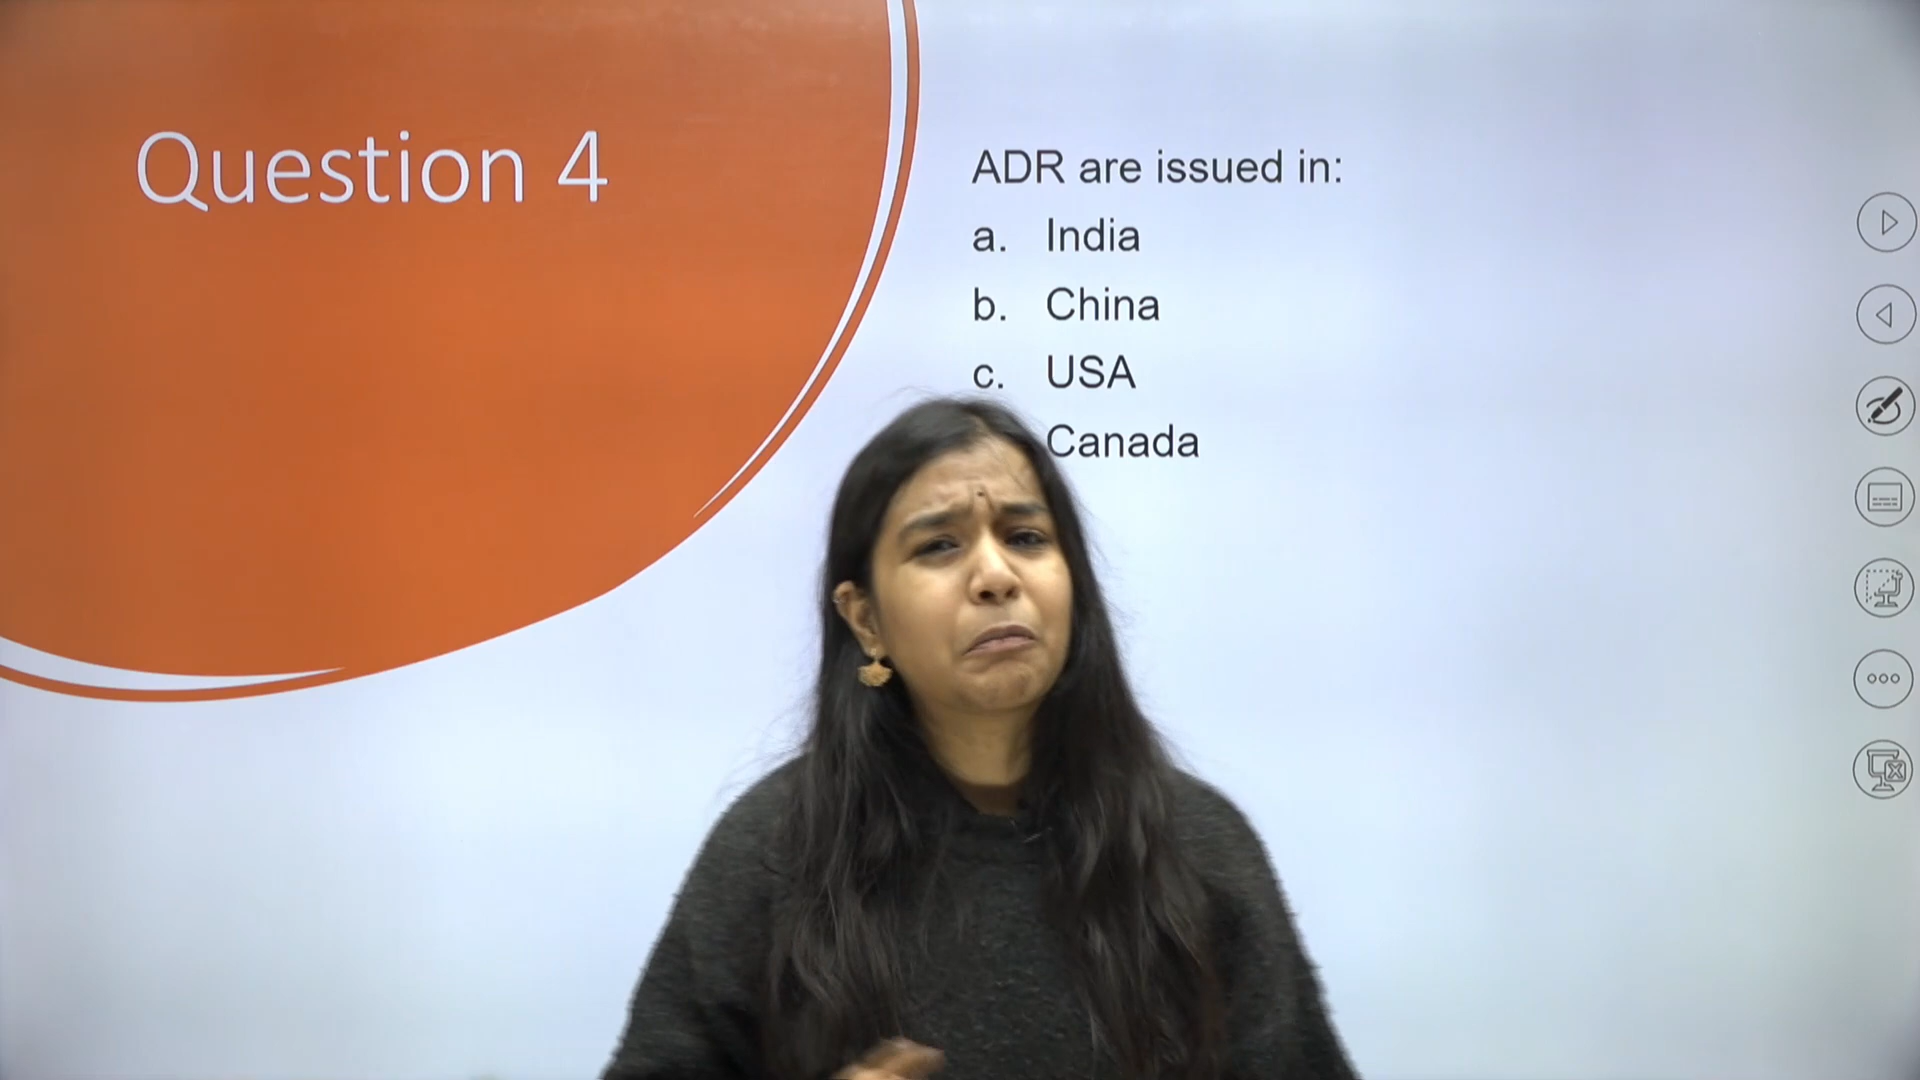 Question 4
ADR are issued in:
a. India
b. China
c. USA
Canada